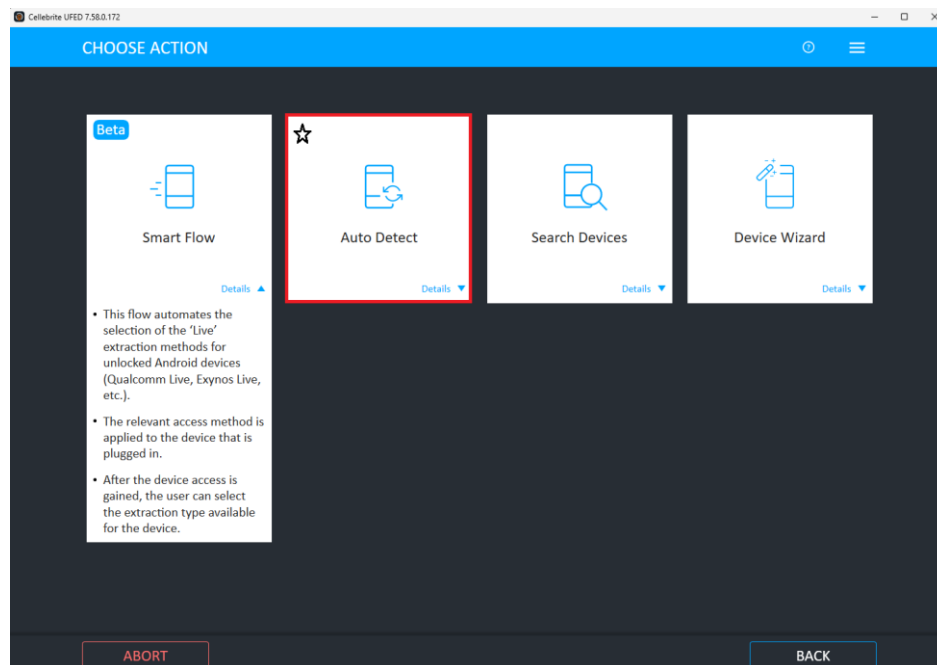 Cellebrite UFED 7.58.0.172
CHOOSE ACTION
Beta
Smart Flow
Details
• This flow automates the
selection of the ‘Live’
extraction methods for
unlocked Android devices
(Qualcomm Live, Exynos Live,
etc.).
• The relevant access method is
applied to the device that is
plugged in.
• After the device access is
gained, the user can select
the extraction type available
for the device.
Auto Detect
Details
Search Devices
Details
Device Wizard
Details
ABORT
BACK